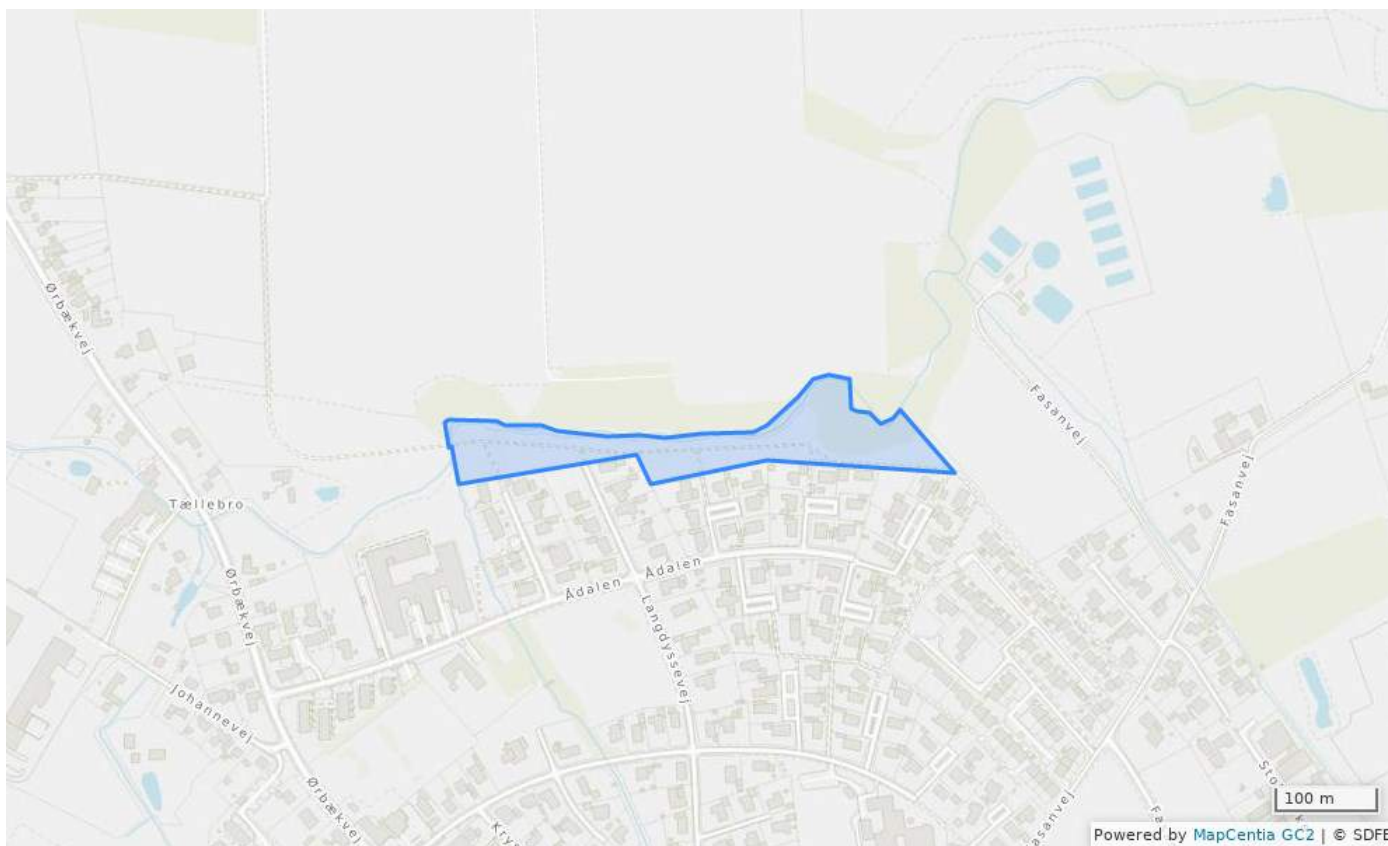 Ørbækvej
Fasanvej
Fasanvej
Tællebro
Ørbækvej
Ådalen
Ådalen
Langdyssevej
Johannevej
Ørbækvej
Fasanvej
100 m
Powered by MapCentia GC2 | © SDFE